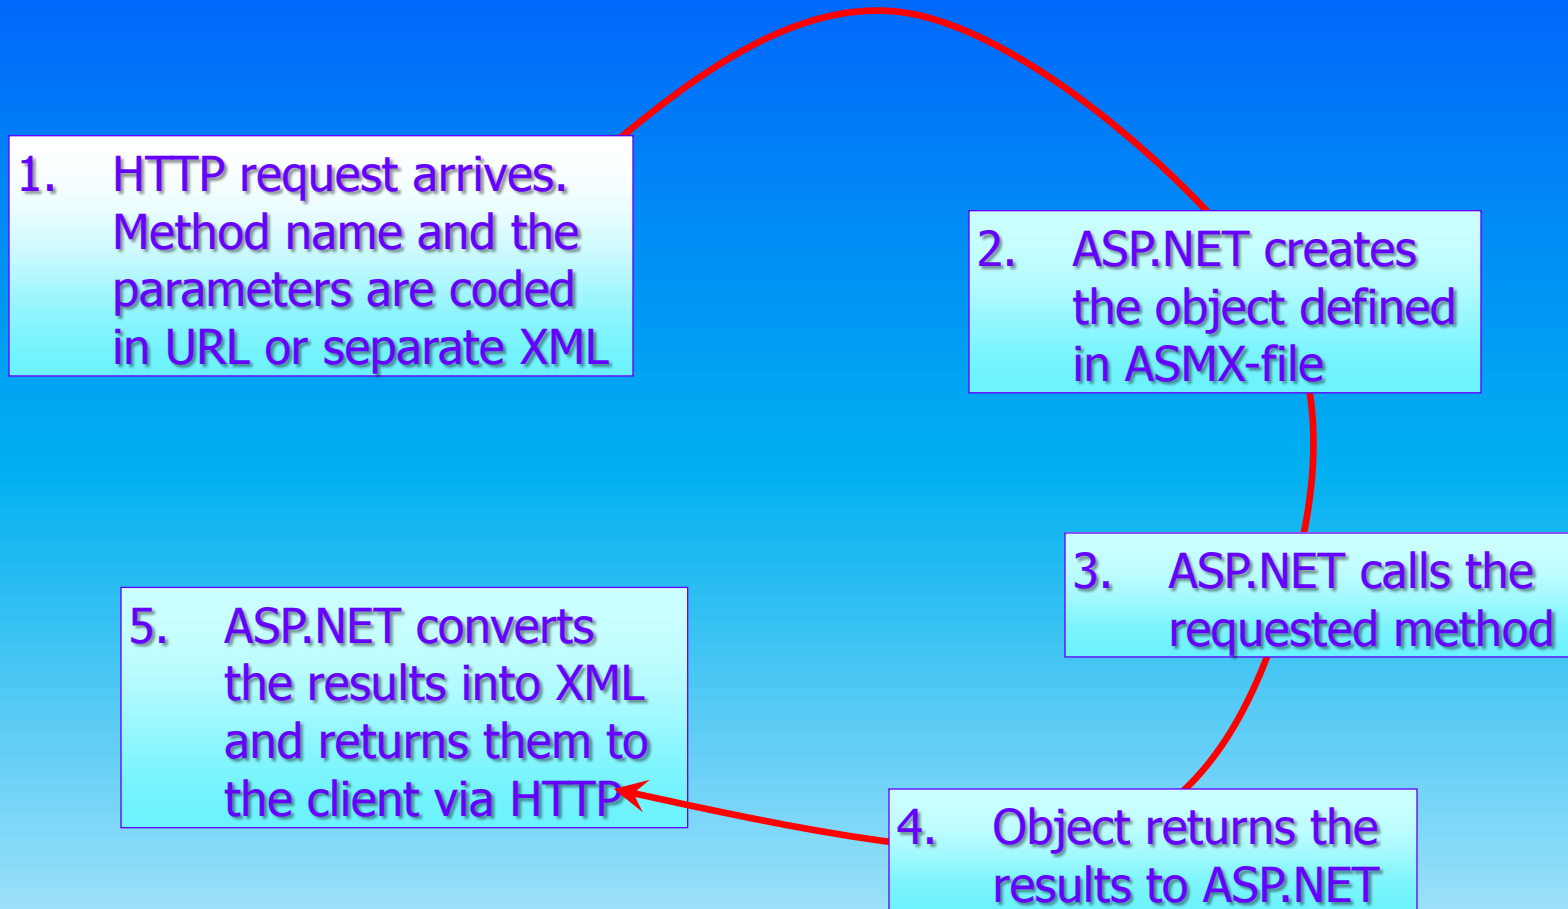 1. HTTP request arrives.
Method name and the
parameters are coded
in URL or separate XML
2. ASP.NET creates
the object defined
in ASMX-file
3. ASP.NET calls the
requested method
4. Object returns the
results to ASP.NET
5. ASP.NET converts
the results into XML
and returns them to
the client via HTTP